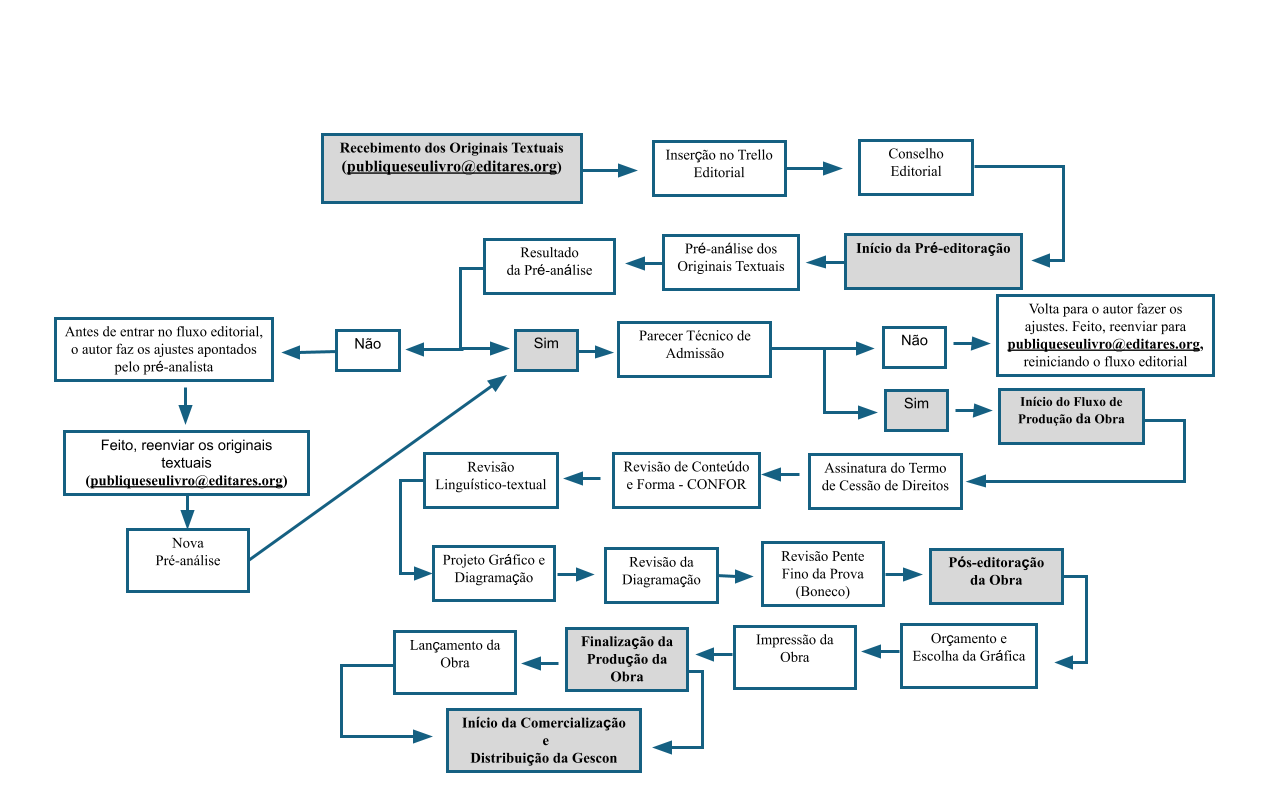 Recebimento dos Originais Textuais
(publiqueseulivro@editares.org)
Inserção no Trello
Editorial
Conselho
Editorial
Início da Pré-editoração
Pré-análise dos
Originais Textuais
Resultado
da Pré-análise
Não
Antes de entrar no fluxo editorial,
o autor faz os ajustes apontados
pelo pré-analista
Feito, reenviar os originais
textuais
(publiqueseulivro@editares.org)
Nova
Pré-análise
Sim
Parecer Técnico de
Admissão
Não
Volta para o autor fazer os
ajustes. Feito, reenviar para
publiqueseulivro@editares.org,
reiniciando o fluxo editorial
Sim
Início do Fluxo de
Produção da Obra
Assinatura do Termo
de Cessão de Direitos
Revisão de Conteúdo
e Forma - CONFOR
Revisão
Linguístico-textual
Projeto Gráfico e
Diagramação
Revisão da
Diagramação
Revisão Pente
Fino da Prova
(Boneco)
Pós-editoração
da Obra
Orçamento e
Escolha da Gráfica
Impressão da
Obra
Finalização da
Produção da
Obra
Lançamento da
Obra
Início da Comercialização
e
Distribuição da Gescon